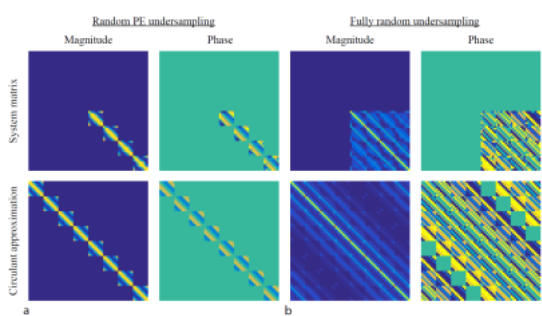 Random PE undersampling
Fully random undersampling
Magnitude
Phase
Magnitude
Phase
System matrix
Circulant approximation
a
b